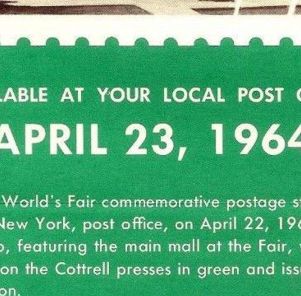 LABLE AT YOUR LOCAL POST O
APRIL 23, 1964
World's Fair commemorative postage st
New York, post office, on April 22, 196
o, featuring the main mall at the Fair, w
on the Cottrell presses in green and issu
on.